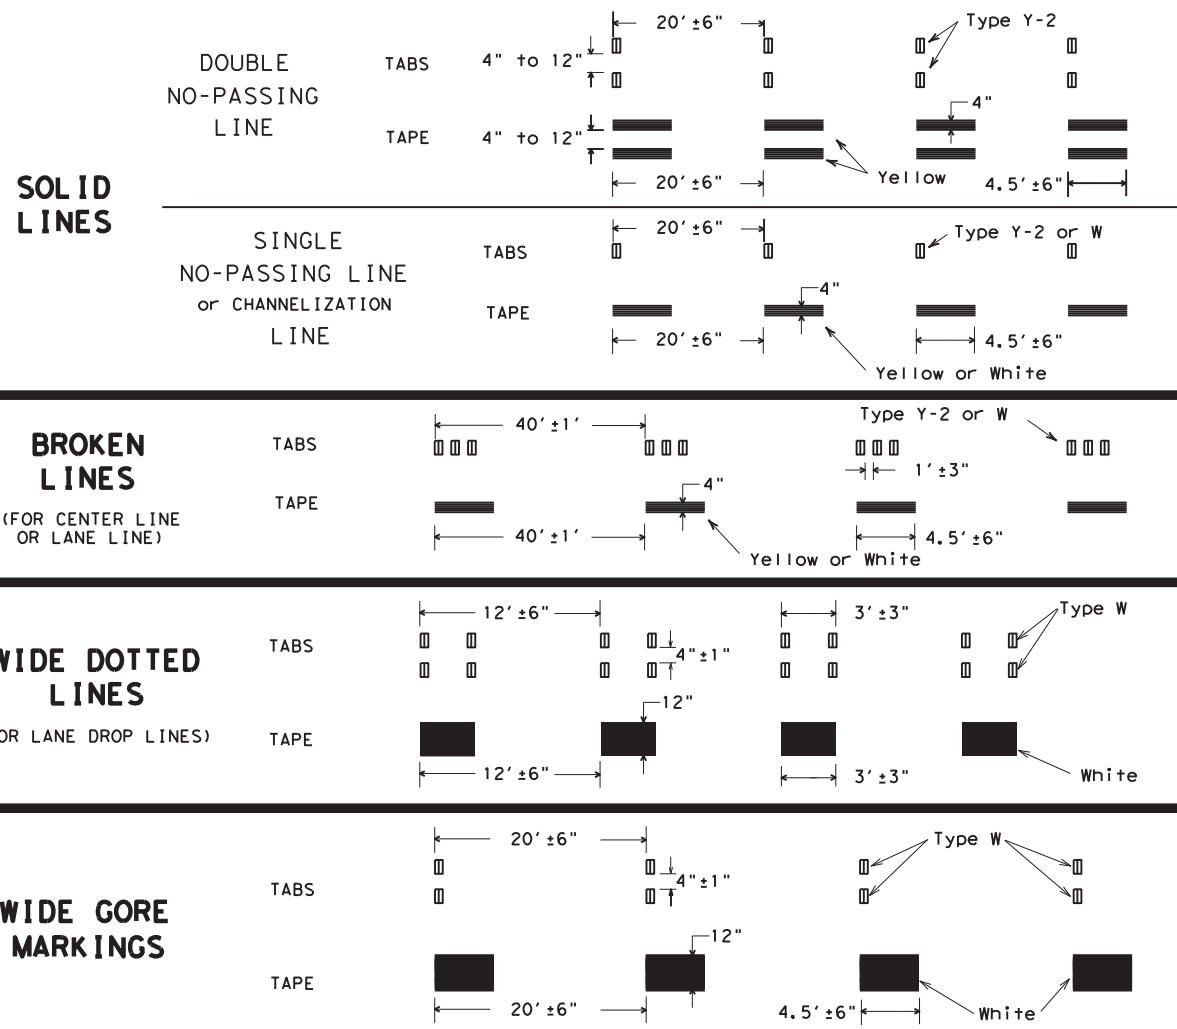 SOLID
LINES
DOUBLE
NO-PASSING
LINE
TABS
4" to 12"
20'±6"
Type Y-2
TAPE
4" to 12"
4"
Yellow
20'±6"
4.5'±6"
SINGLE
NO-PASSING LINE
or CHANNELIZATION
LINE
TABS
20'±6"
Type Y-2 or W
TAPE
4"
20'±6"
4.5'±6"
Yellow or White
BROKEN
LINES
(FOR CENTER LINE
OR LANE LINE)
TABS
40'±1'
Type Y-2 or W
1'±3"
TAPE
4"
40'±1'
4.5'±6"
Yellow or White
WIDE DOTTED
LINES
OR LANE DROP LINES)
TABS
12'±6"
3'±3"
Type W
4"±1"
TAPE
12"
12'±6"
3'±3"
White
WIDE GORE
MARKINGS
TABS
20'±6"
Type W
4"±1"
TAPE
12"
20'±6"
4.5'±6"
White